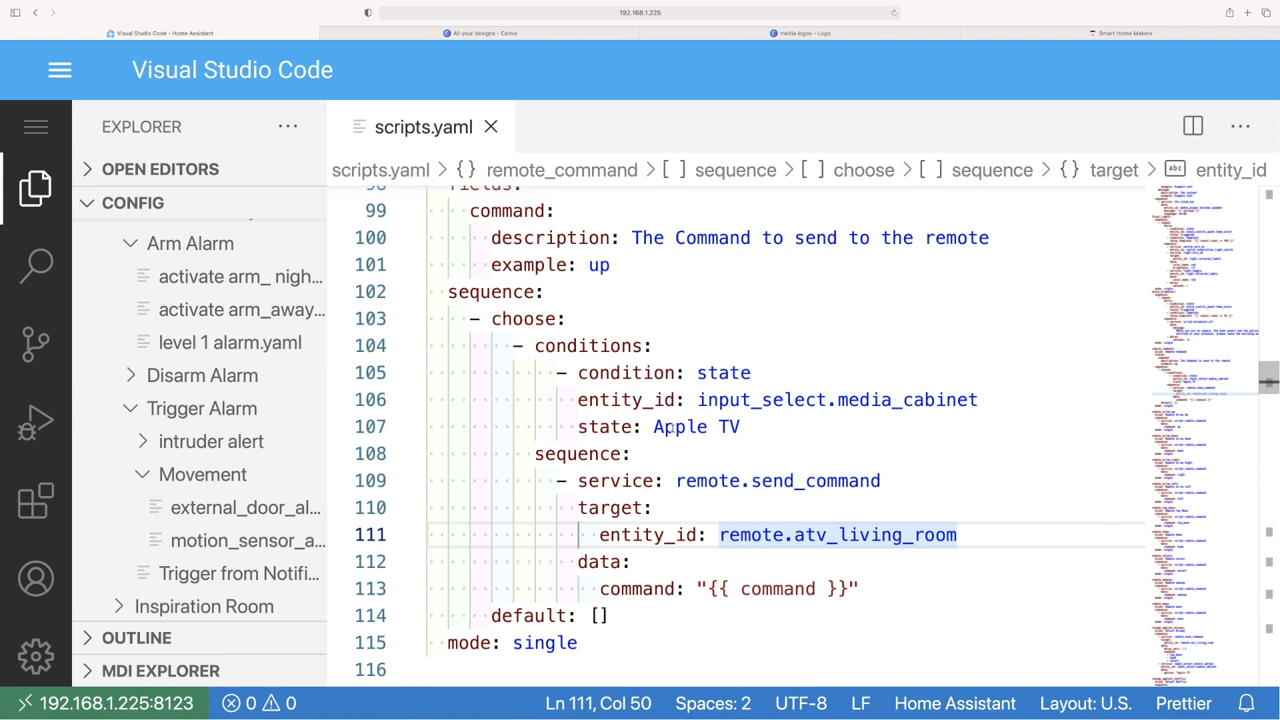 192.168.1.225
Visual Studio Code - Home Assistant
All your designs - Canva
media logos - Logo
Smart Home Makers
Visual Studio Code
EXPLORER
scripts.yaml
OPEN EDITORS
scripts.yaml > {} remote_command > [ ] sequence > [ ] choose > [ ] sequence > {} target > abc entity_id
CONFIG
98 fields:
99 command:
100 description: The Command to send to the remote
101 example: up
102 sequence:
103 - choose:
104 - conditions:
105 - condition: state
106 entity_id: input_select.media_cabinet
107 state: Apple TV
108 sequence:
109 - service: remote.send_command
110 target:
111 entity_id: remote.atv_living_room
112 data:
113 command: "{{ command }}"
114 default: []
115 mode: single
116
Arm Alarm
activate arm_nigh...
activate arm_array...
level 1 alarm.yaml
Disarm Alarm
Trigger Alarm
intruder alert
Movement
external_door_al...
motion_sensor_a...
Trigger from Notifi...
Inspiration Room
OUTLINE
MDI EXPLORER
192.168.1.225:8123
0 0
Ln 111, Col 50
Spaces: 2
UTF-8
LF
Home Assistant
Layout: U.S.
Prettier